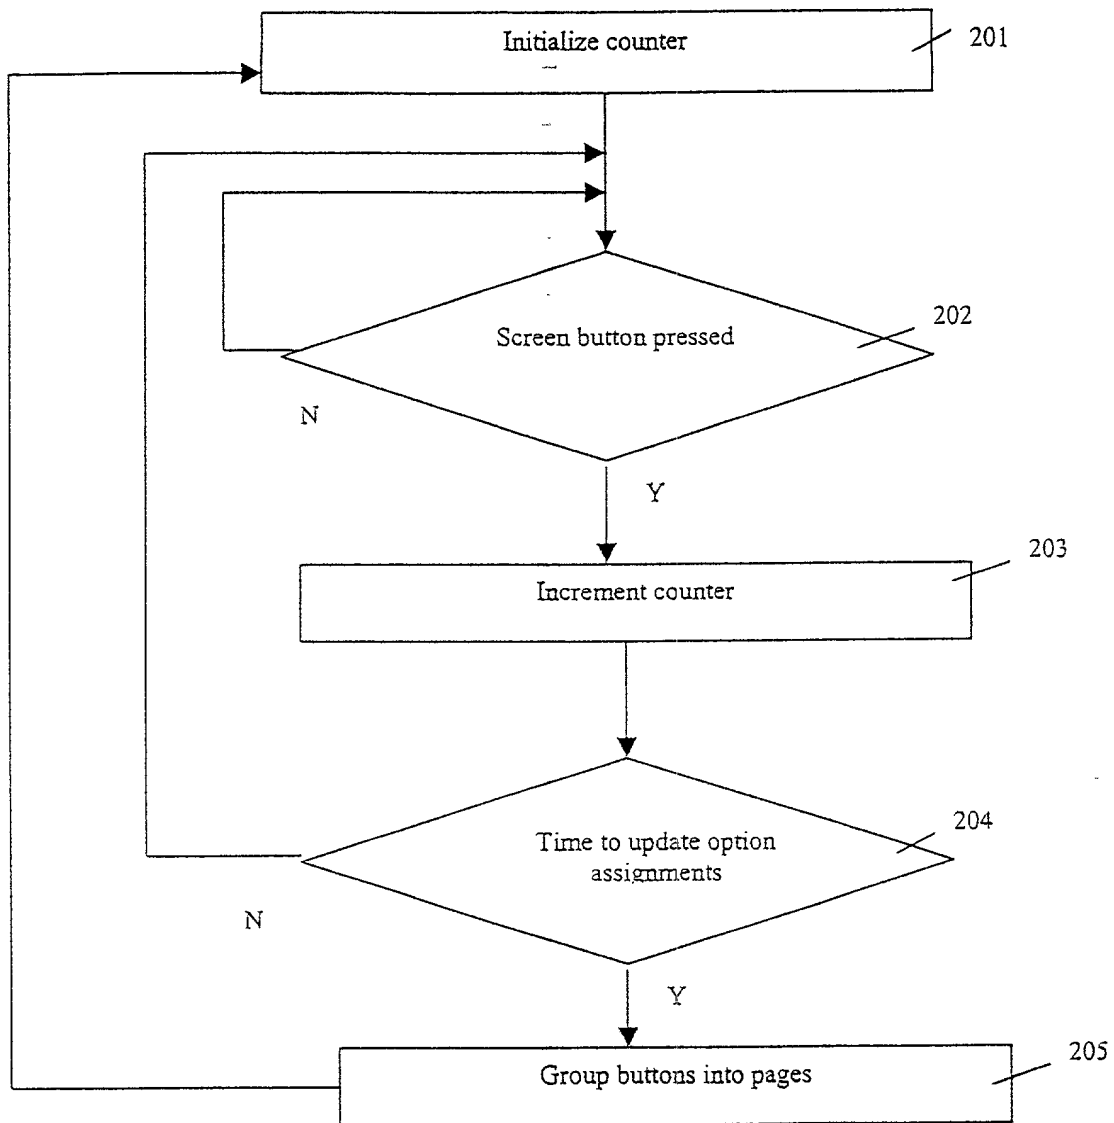 Initialize counter
201
Screen button pressed
202
N
Y
203
Increment counter
Time to update option
assignments
204
N
Y
Group buttons into pages
205